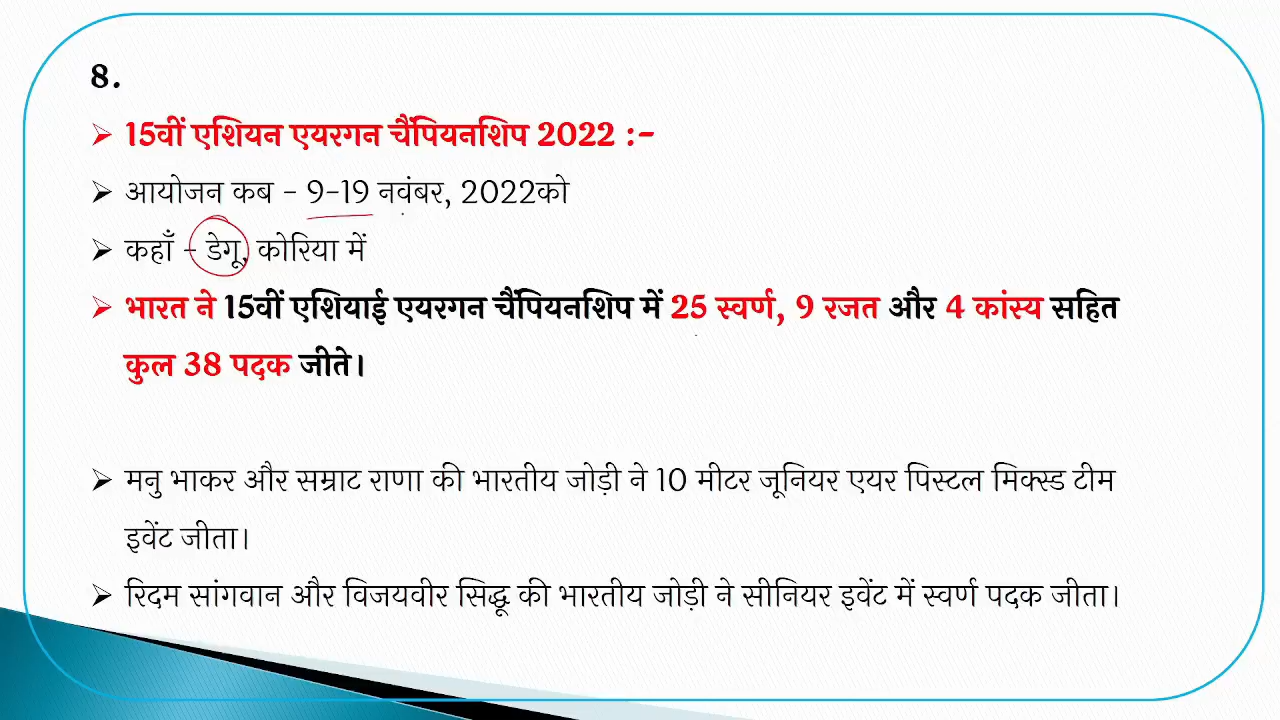 8.
15वीं एशियन एयरगन चैंपियनशिप 2022 :-
आयोजन कब - 9-19 नवंबर, 2022को
कहाँ - डेगू, कोरिया में
भारत ने 15वीं एशियाई एयरगन चैंपियनशिप में 25 स्वर्ण, 9 रजत और 4 कांस्य सहित
कुल 38 पदक जीते।
मनु भाकर और सम्राट राणा की भारतीय जोड़ी ने 10 मीटर जूनियर एयर पिस्टल मिक्स्ड टीम
इवेंट जीता।
रिदम सांगवान और विजयवीर सिद्धू की भारतीय जोड़ी ने सीनियर इवेंट में स्वर्ण पदक जीता।